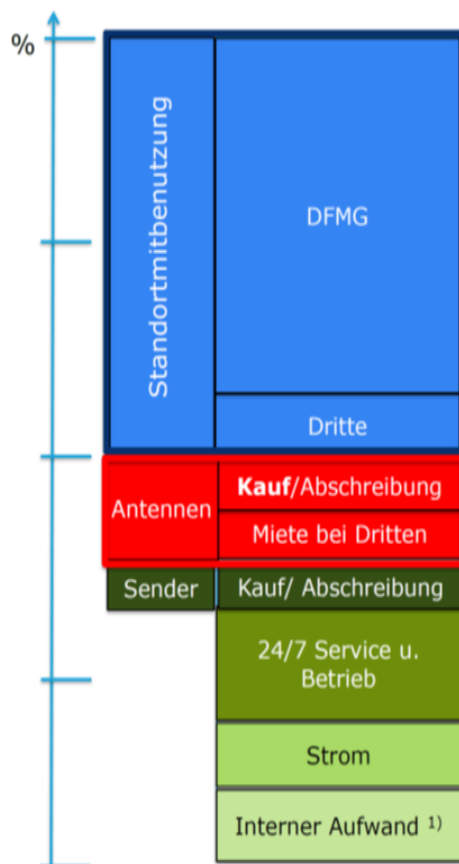 %
Standortmitbenutzung
DFMG
Dritte
Antennen
Kauf/Abschreibung
Miete bei Dritten
Sender
Kauf/ Abschreibung
24/7 Service u.
Betrieb
Strom
Interner Aufwand ¹⁾